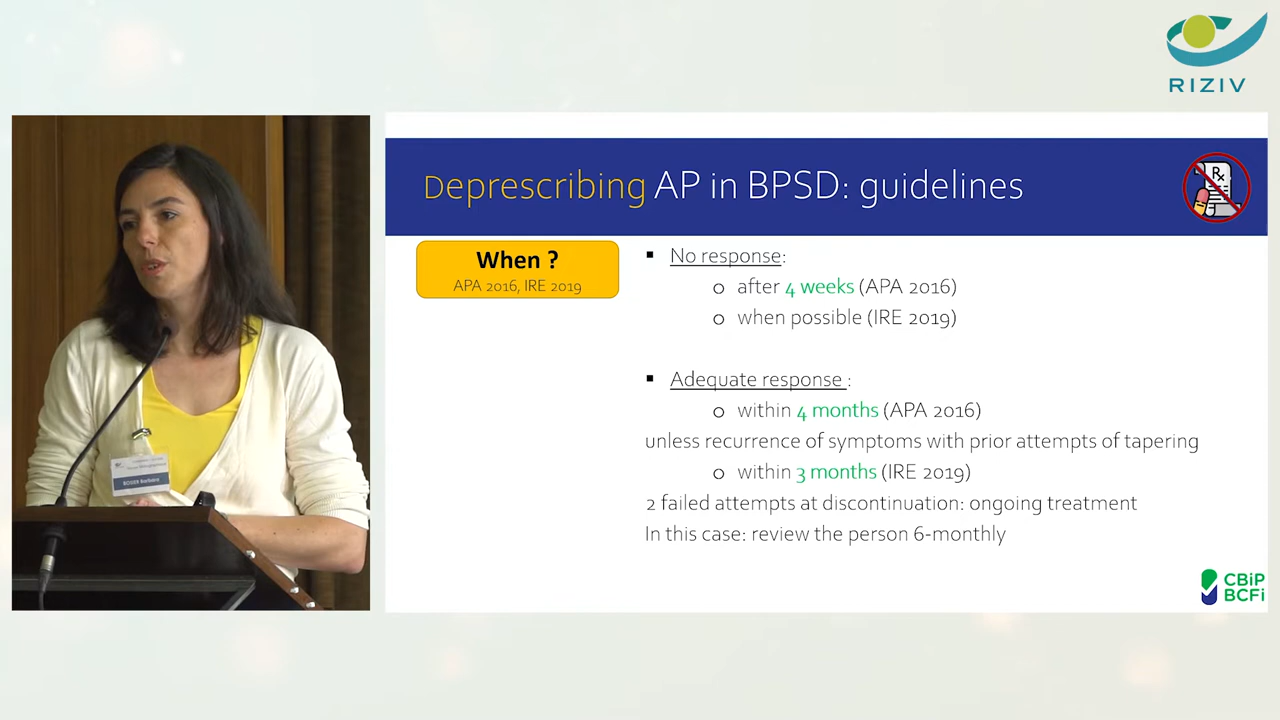 RIZIV
Deprescribing AP in BPSD: guidelines
Rx
When ?
APA 2016, IRE 2019
▪ No response:
o after 4 weeks (APA 2016)
o when possible (IRE 2019)
▪ Adequate response :
o within 4 months (APA 2016)
unless recurrence of symptoms with prior attempts of tapering
o within 3 months (IRE 2019)
2 failed attempts at discontinuation: ongoing treatment
In this case: review the person 6-monthly
CBiP
BCFi